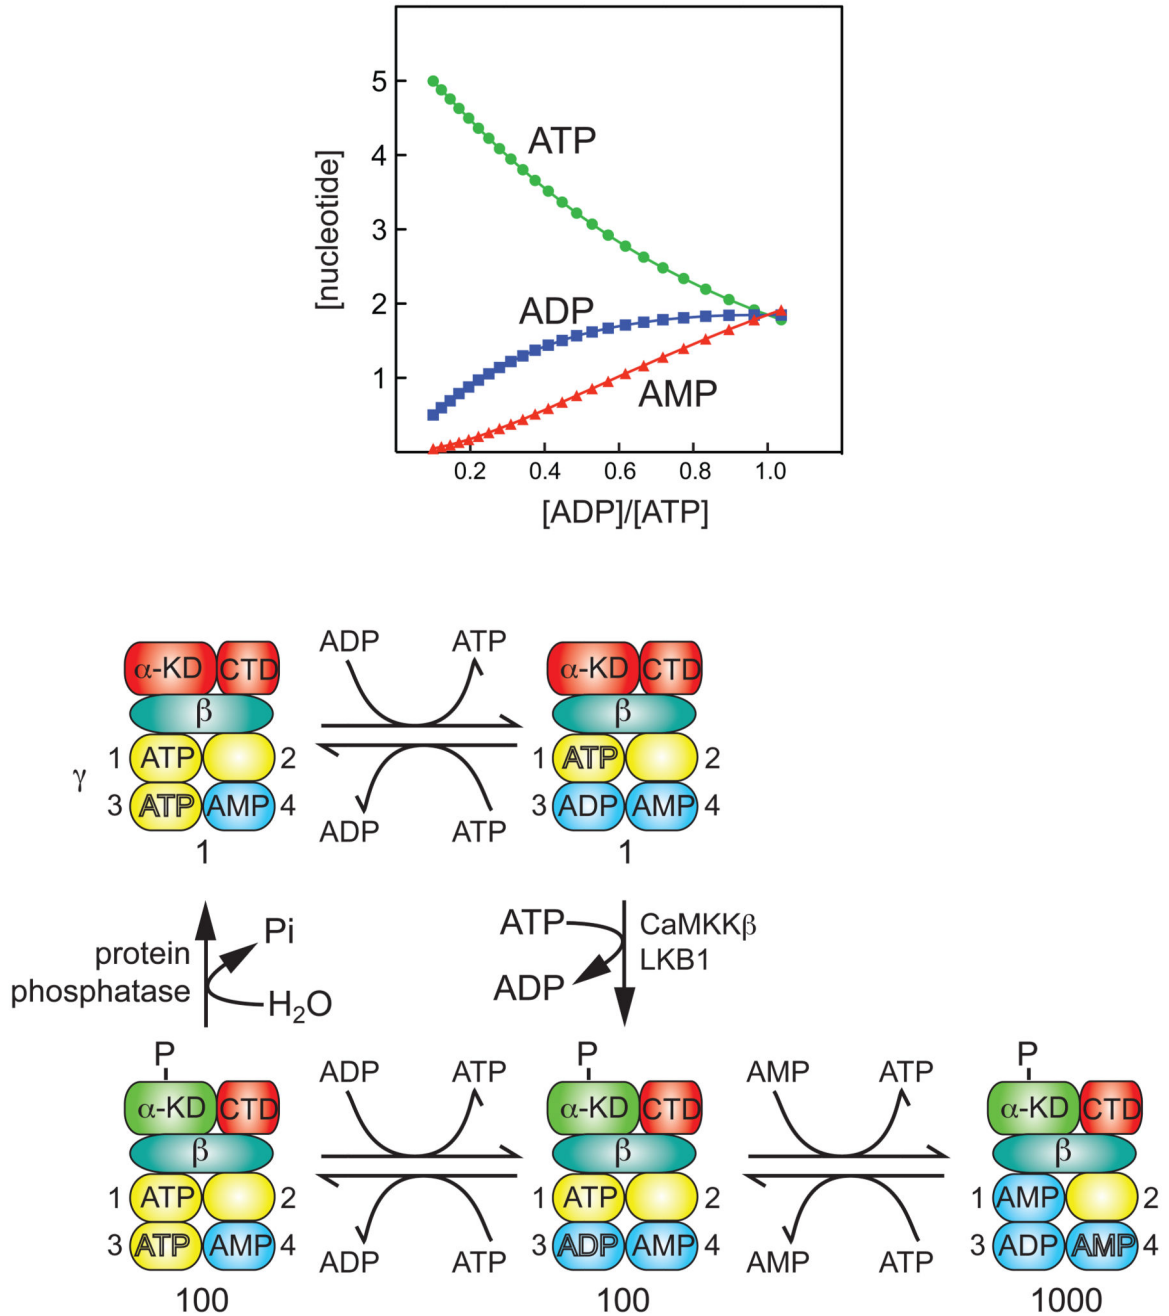 5
4
3
2
1
[nucleotide]
ATP
ADP
AMP
0.2 0.4 0.6 0.8 1.0
[ADP]/[ATP]
ADP ATP
α-KD CTD α-KD CTD
β β
1 ATP 2 1 ATP 2
γ
3 ATP AMP 4 3 ADP AMP 4
ADP ATP
1 1
ATP CaMKKβ
Pi
protein LKB1
phosphatase ADP
H₂O
P P P
ADP ATP AMP ATP
α-KD CTD α-KD CTD α-KD CTD
β β β
1 ATP 2 1 ATP 2 1 AMP 2
3 ATP AMP 4 3 ADP AMP 4 3 ADP AMP 4
ADP ATP AMP ATP
100 100 1000